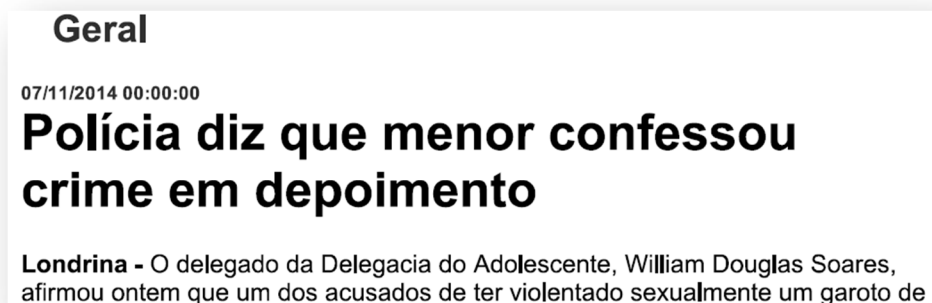 Geral
07/11/2014 00:00:00
Polícia diz que menor confessou
crime em depoimento
Londrina - O delegado da Delegacia do Adolescente, William Douglas Soares,
afirmou ontem que um dos acusados de ter violentado sexualmente um garoto de